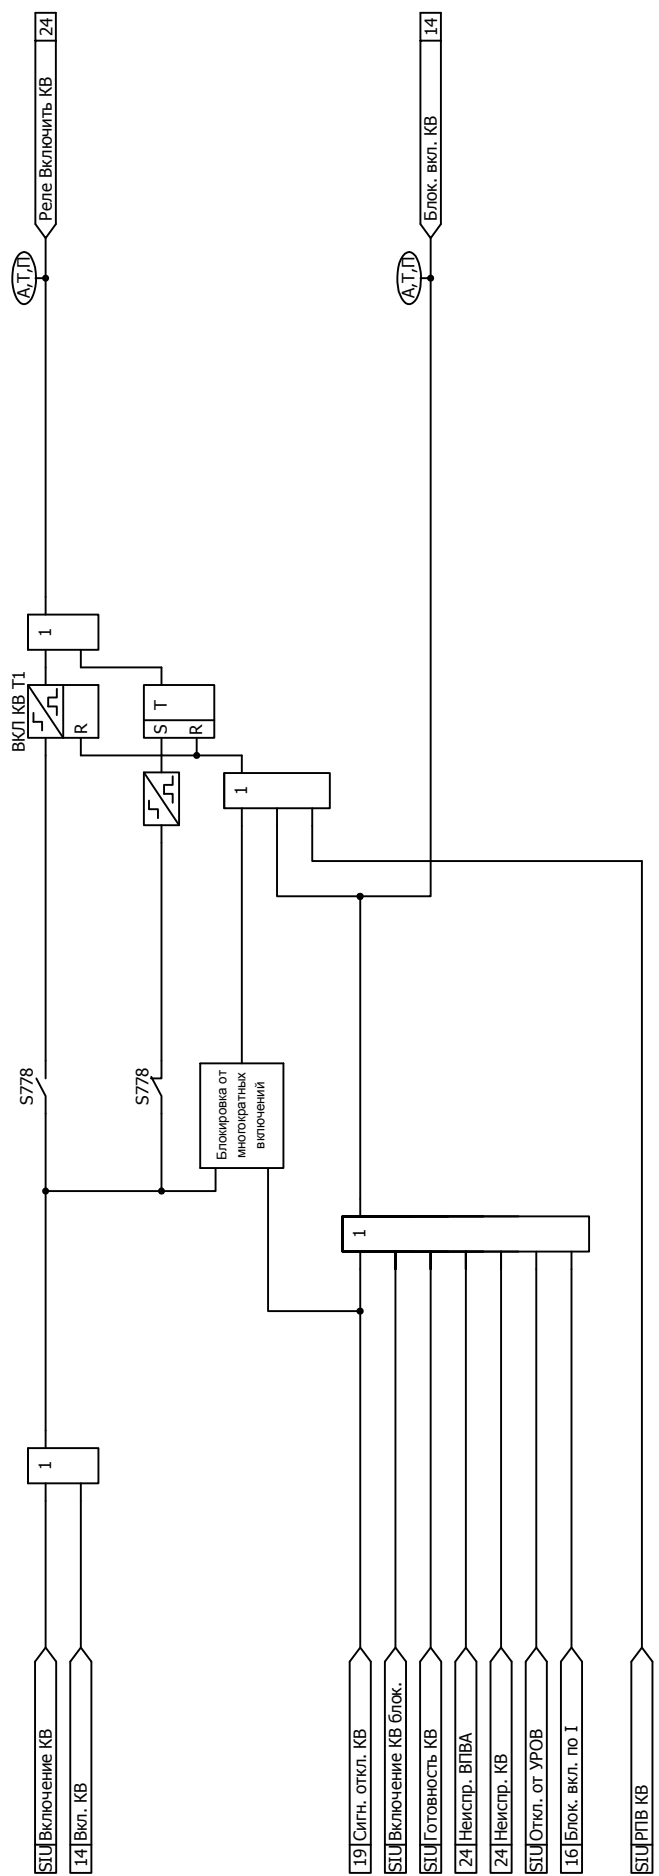 SIU Включение КВ
14 Вкл. КВ
1
S778
S778
Блокировка от
многократных
включений
ВКЛ КВ Т1
R
1
S T
R
1
А,Т,П
Реле Включить КВ 24
19 Сигн. откл. КВ
SIU Включение КВ блок.
SIU Готовность КВ
24 Неиспр. ВПВА
24 Неиспр. КВ
SIU Откл. от УРОВ
16 Блок. вкл. по I
1
А,Т,П
Блок. вкл. КВ 14
SIU РПВ КВ